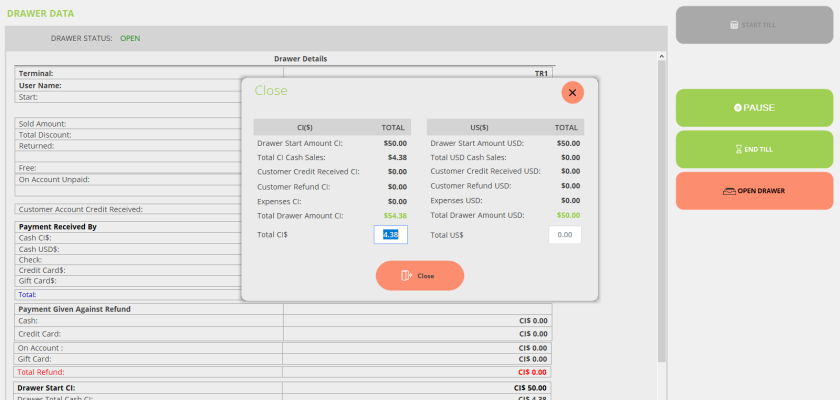 DRAWER DATA
DRAWER STATUS: OPEN
START TILL
Drawer Details
Terminal: TR1
User Name:
Start:
Close
CI($) TOTAL US($) TOTAL
PAUSE
Sold Amount:
Total Discount:
Returned:
Free:
On Account Unpaid:
Drawer Start Amount CI: $50.00 Drawer Start Amount USD: $50.00
Total CI Cash Sales: $4.38 Total USD Cash Sales: $0.00
Customer Credit Received CI: $0.00 Customer Credit Received USD: $0.00
Customer Refund CI: $0.00 Customer Refund USD: $0.00
Expenses CI: $0.00 Expenses USD: $0.00
Total Drawer Amount CI: $54.38 Total Drawer Amount USD: $50.00
Total CI$ 4.38 Total US$ 0.00
Close
END TILL
OPEN DRAWER
Customer Account Credit Received:
Payment Received By
Cash CI$:
Cash USD$:
Check:
Credit Card$:
Gift Card$:
Total:
Payment Given Against Refund
Cash: CI$ 0.00
Credit Card: CI$ 0.00
On Account : CI$ 0.00
Gift Card: CI$ 0.00
Total Refund: CI$ 0.00
Drawer Start CI: CI$ 50.00
Drawer Total Cash CI: CI$ 4.38